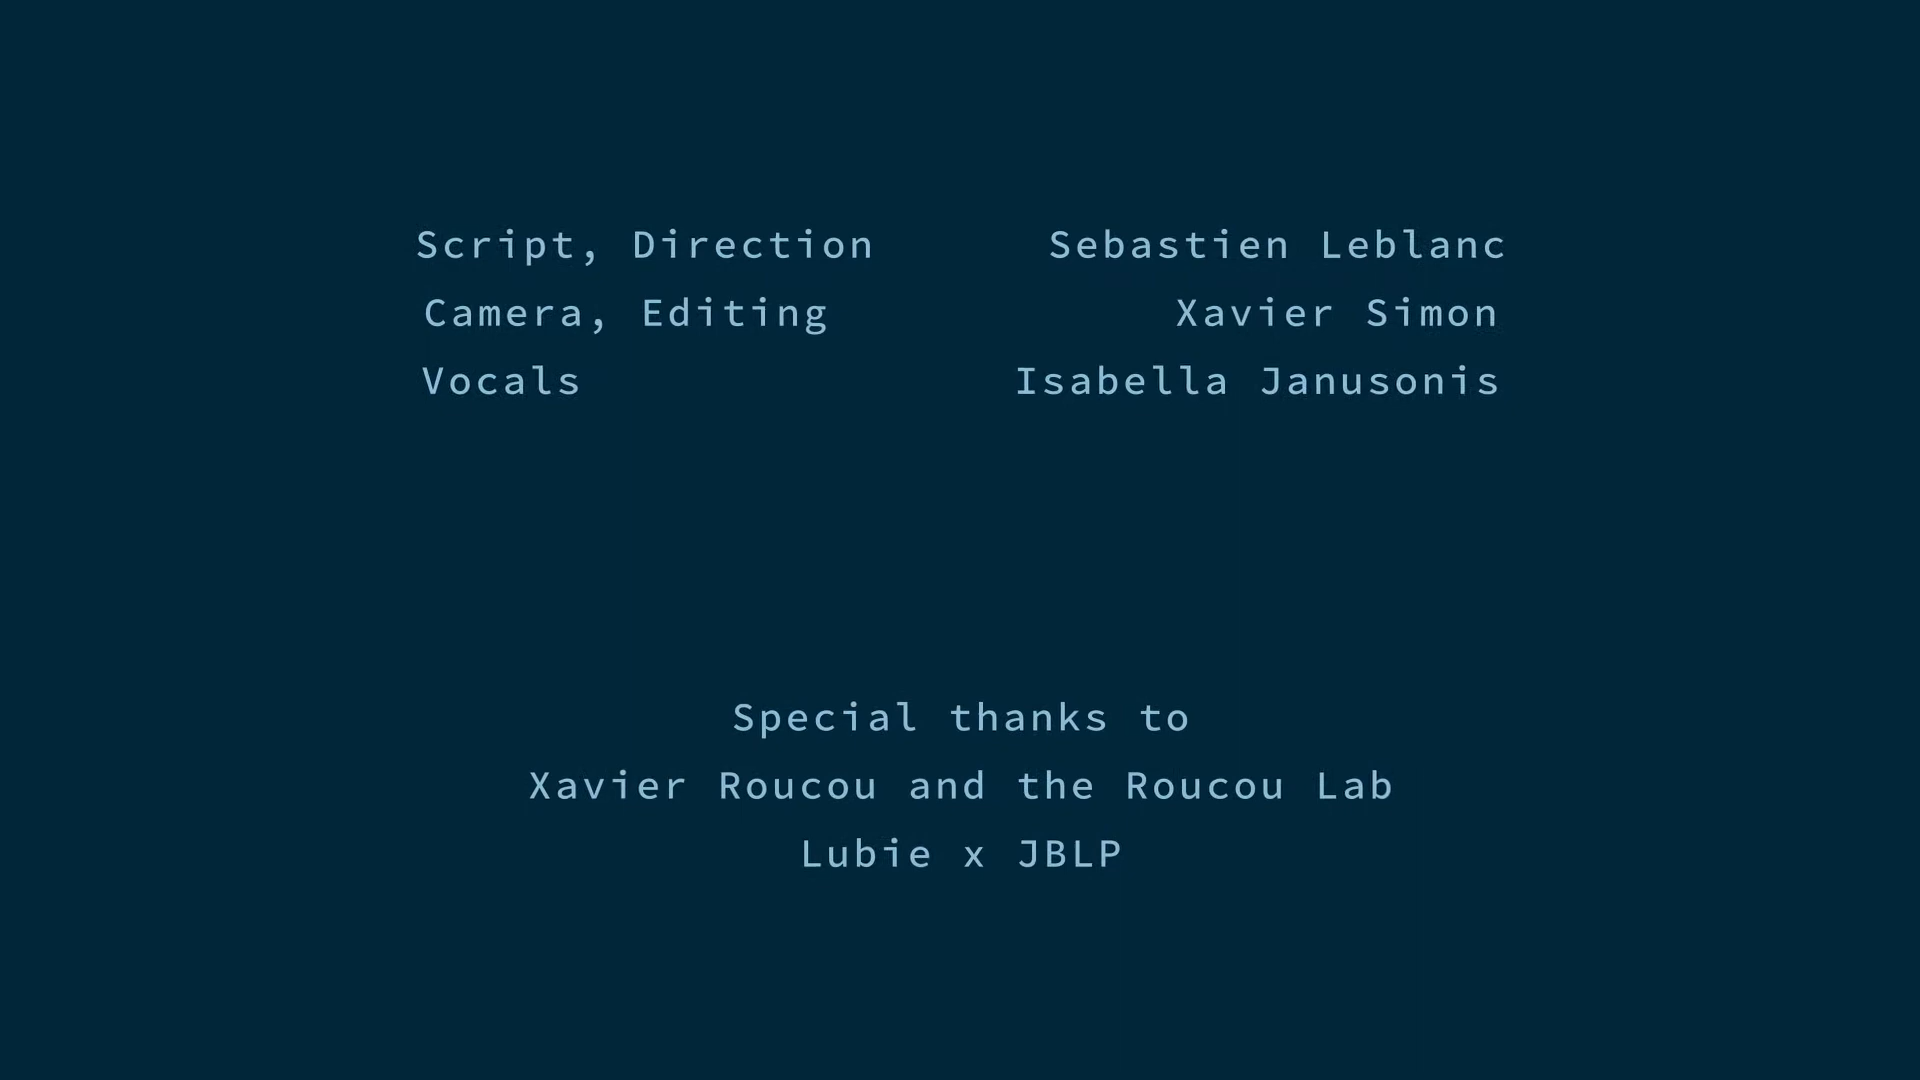 Script, Direction Sebastien Leblanc
Camera, Editing Xavier Simon
Vocals Isabella Janusonis
Special thanks to
Xavier Roucou and the Roucou Lab
Lubie x JBLP